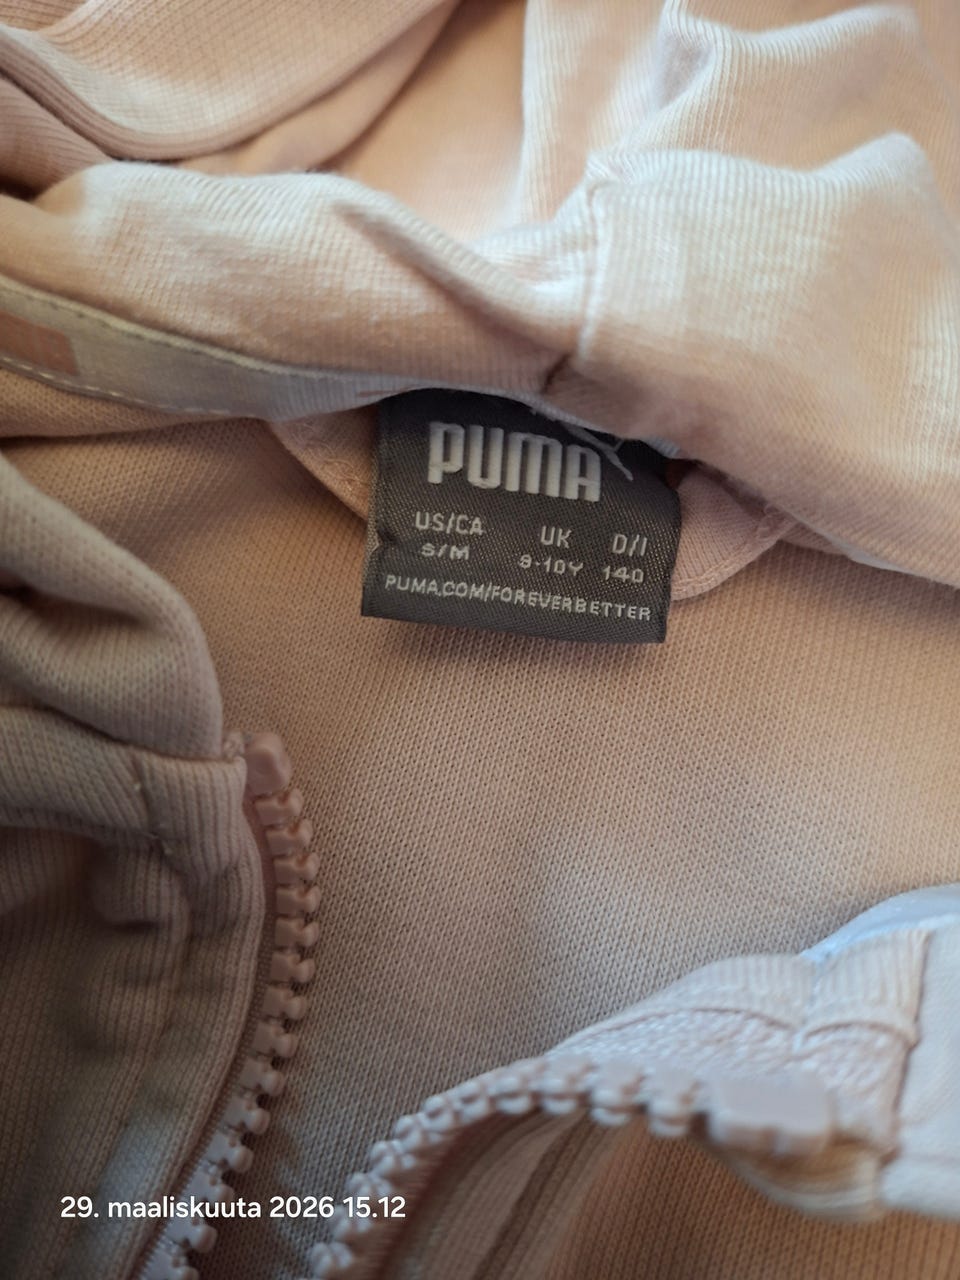 PUMA
US/CA UK D/I
S/M 9-10Y 140
PUMA.COM/FOREVERBETTER
29. maaliskuuta 2026 15.12